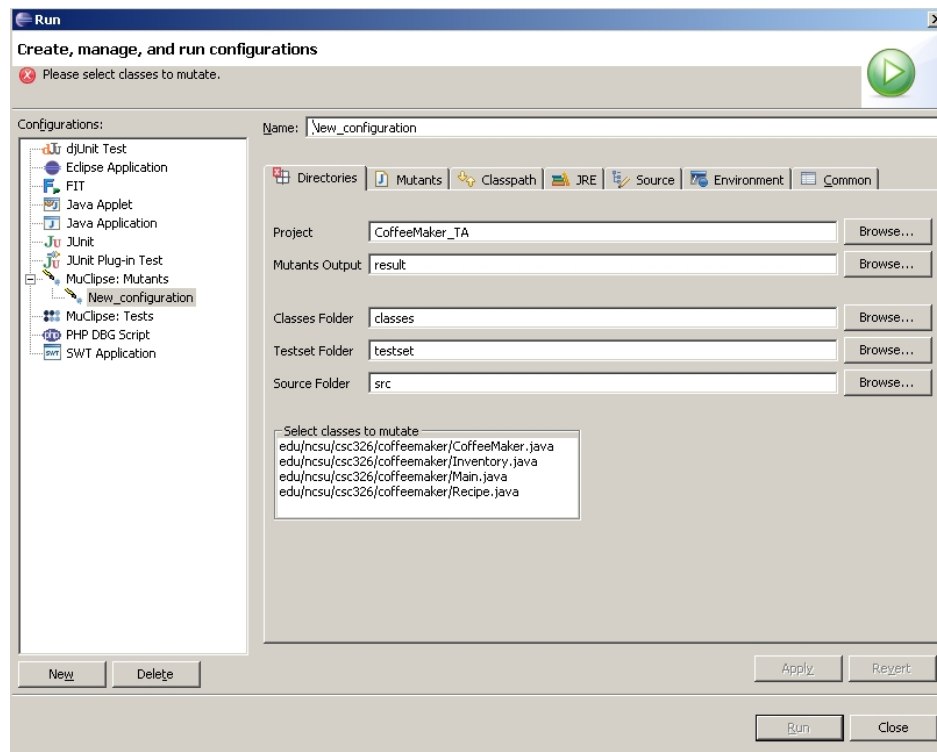 Run
Create, manage, and run configurations
Please select classes to mutate.
Configurations:
djUnit Test
Eclipse Application
FIT
Java Applet
Java Application
JUnit
JUnit Plug-in Test
MuClipse: Mutants
New_configuration
MuClipse: Tests
PHP DBG Script
SWT Application
New
Delete
Name: New_configuration
Directories Mutants Classpath JRE Source Environment Common
Project CoffeeMaker_TA Browse...
Mutants Output result Browse...
Classes Folder classes Browse...
Testset Folder testset Browse...
Source Folder src Browse...
Select classes to mutate
edu/ncsu/csc326/coffeemaker/CoffeeMaker.java
edu/ncsu/csc326/coffeemaker/Inventory.java
edu/ncsu/csc326/coffeemaker/Main.java
edu/ncsu/csc326/coffeemaker/Recipe.java
Apply Revert
Run Close